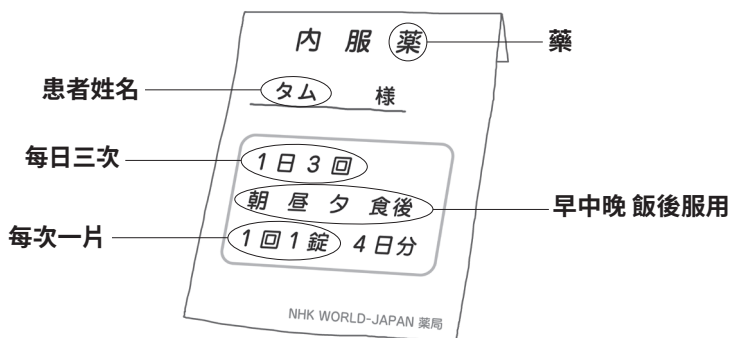 内服薬
藥
患者姓名
タム 様
每日三次
1日3回
朝 昼 夕 食後
早中晚 飯後服用
每次一片
1回1錠 4日分
NHK WORLD-JAPAN 薬局